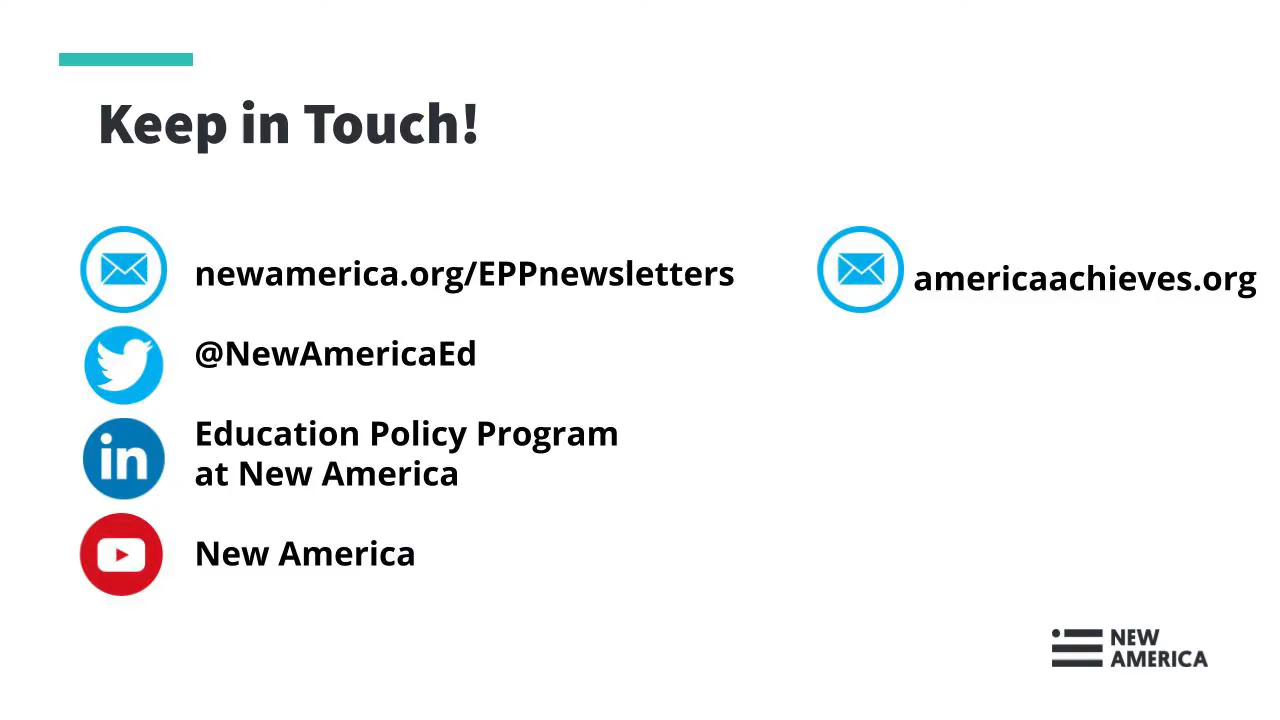 Keep in Touch!
newamerica.org/EPPnewsletters
americaachieves.org
@NewAmericaEd
in
Education Policy Program
at New America
New America
NEW
AMERICA